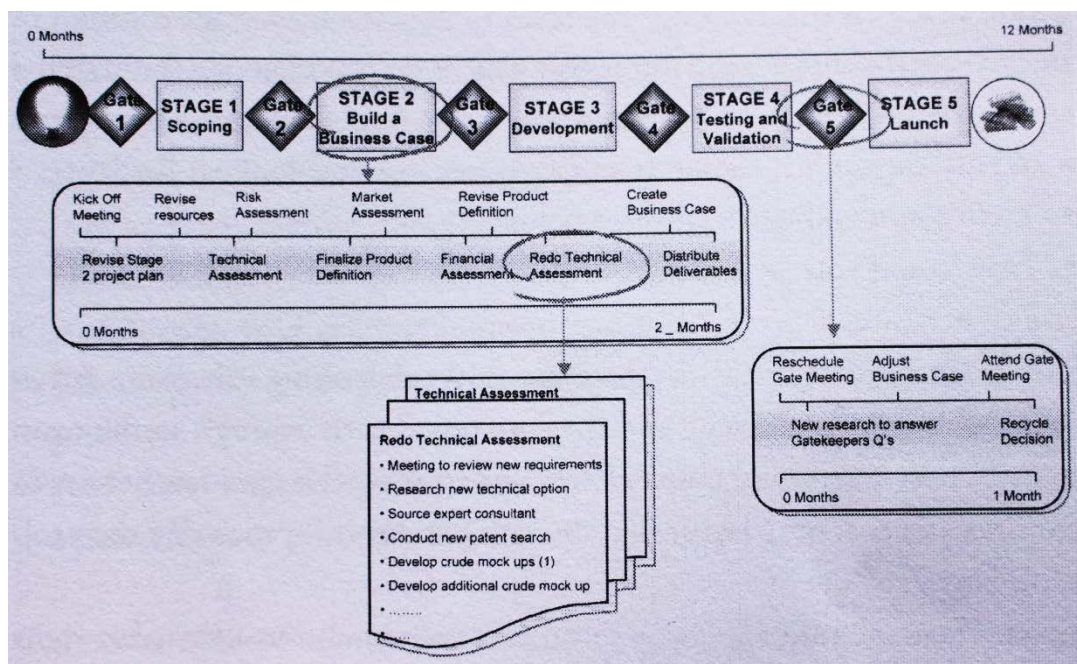 0 Months
12 Months
Gate
1
STAGE 1
Scoping
Gate
2
STAGE 2
Build a
Business Case
Gate
3
STAGE 3
Development
Gate
4
STAGE 4
Testing and
Validation
Gate
5
STAGE 5
Launch
Kick Off
Meeting
Revise
resources
Risk
Assessment
Market
Assessment
Revise Product
Definition
Create
Business Case
Revise Stage
2 project plan
Technical
Assessment
Finalize Product
Definition
Financial
Assessment
Redo Technical
Assessment
Distribute
Deliverables
0 Months
2 _ Months
Reschedule
Gate Meeting
Adjust
Business Case
Attend Gate
Meeting
New research to answer
Gatekeepers Q's
Recycle
Decision
0 Months
1 Month
Technical Assessment
Redo Technical Assessment
• Meeting to review new requirements
• Research new technical option
• Source expert consultant
• Conduct new patent search
• Develop crude mock ups (1)
• Develop additional crude mock up
• ........
•